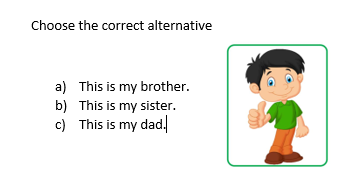 Choose the correct alternative
a) This is my brother.
b) This is my sister.
c) This is my dad.